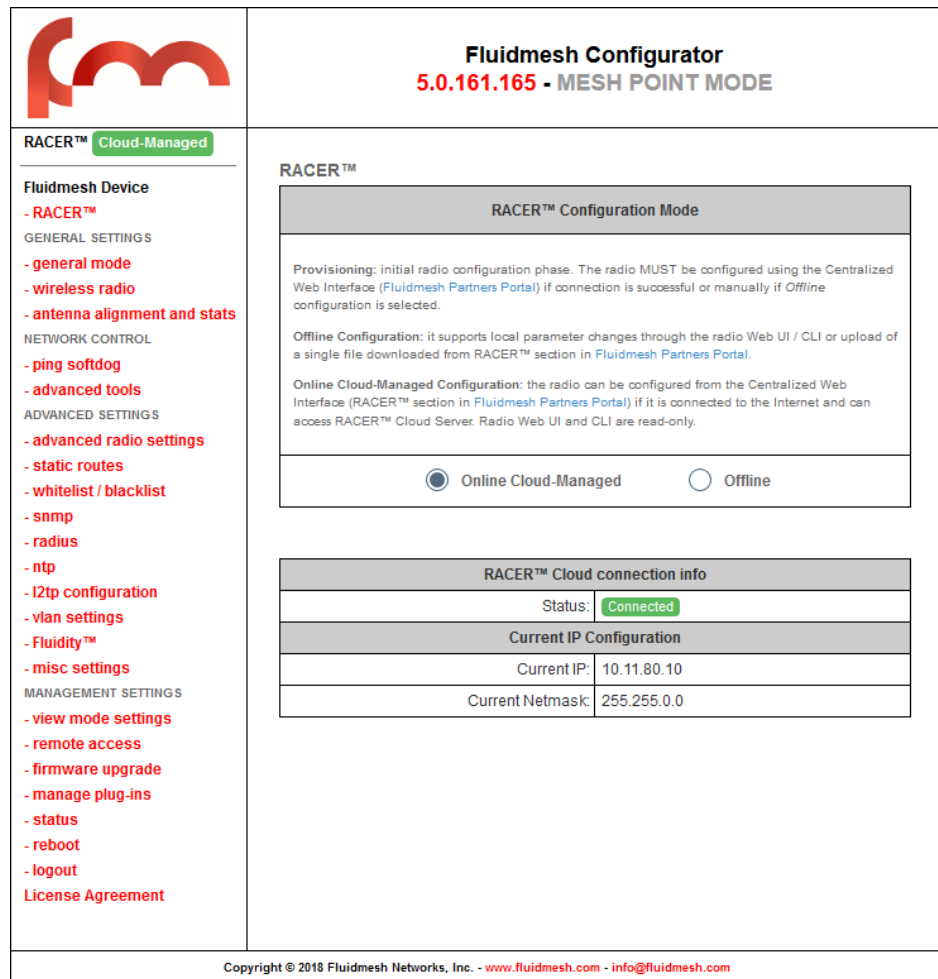 fm
Fluidmesh Configurator
5.0.161.165 - MESH POINT MODE
RACER™ Cloud-Managed
Fluidmesh Device
- RACER™
GENERAL SETTINGS
- general mode
- wireless radio
- antenna alignment and stats
NETWORK CONTROL
- ping softdog
- advanced tools
ADVANCED SETTINGS
- advanced radio settings
- static routes
- whitelist / blacklist
- snmp
- radius
- ntp
- l2tp configuration
- vlan settings
- Fluidity™
- misc settings
MANAGEMENT SETTINGS
- view mode settings
- remote access
- firmware upgrade
- manage plug-ins
- status
- reboot
- logout
License Agreement
RACER™
RACER™ Configuration Mode
Provisioning: initial radio configuration phase. The radio MUST be configured using the Centralized
Web Interface (Fluidmesh Partners Portal) if connection is successful or manually if Offline
configuration is selected.
Offline Configuration: it supports local parameter changes through the radio Web UI / CLI or upload of
a single file downloaded from RACER™ section in Fluidmesh Partners Portal.
Online Cloud-Managed Configuration: the radio can be configured from the Centralized Web
Interface (RACER™ section in Fluidmesh Partners Portal) if it is connected to the Internet and can
access RACER™ Cloud Server. Radio Web UI and CLI are read-only.
Online Cloud-Managed Offline
RACER™ Cloud connection info
Status: Connected
Current IP Configuration
Current IP: 10.11.80.10
Current Netmask: 255.255.0.0
Copyright © 2018 Fluidmesh Networks, Inc. - www.fluidmesh.com - info@fluidmesh.com